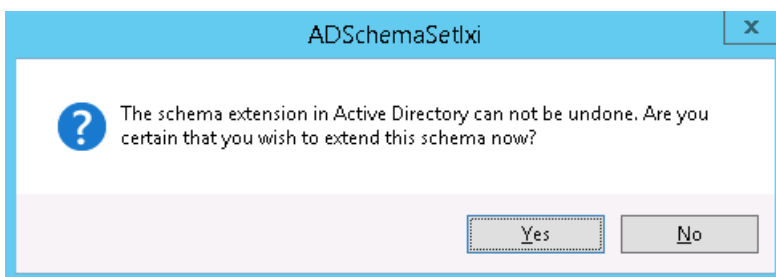 ADSchemaSetIxi
x
The schema extension in Active Directory can not be undone. Are you
certain that you wish to extend this schema now?
Yes No